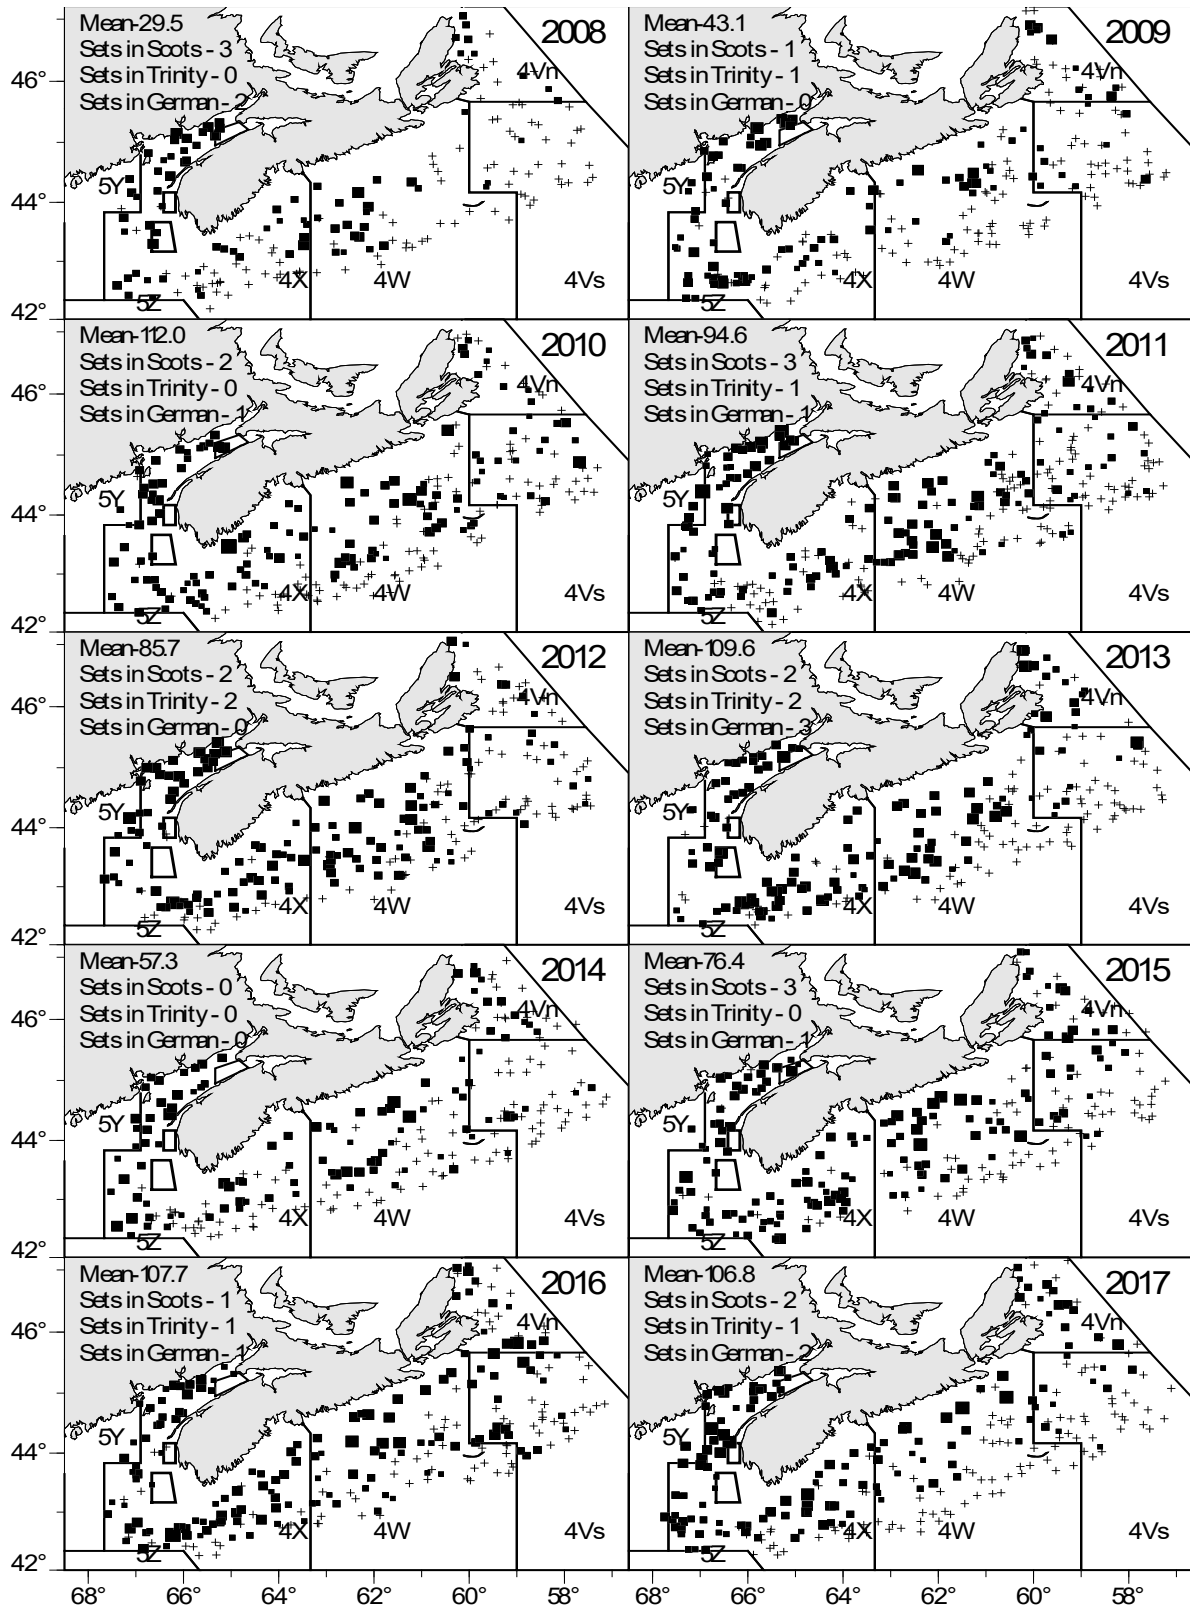 Mean-29.5
2008
Sets in Scots - 3
Sets in Trinity - 0
Sets in German - 2
46°
4Vn
5Y
44°
4X
4W
4Vs
5Z
42°
Mean-43.1
2009
Sets in Scots - 1
Sets in Trinity - 1
Sets in German - 0
4Vn
5Y
4X
4W
4Vs
5Z
Mean-112.0
2010
Sets in Scots - 2
Sets in Trinity - 0
Sets in German - 1
46°
4Vn
5Y
44°
4X
4W
4Vs
5Z
42°
Mean-94.6
2011
Sets in Scots - 3
Sets in Trinity - 1
Sets in German - 1
4Vn
5Y
4X
4W
4Vs
5Z
Mean-85.7
2012
Sets in Scots - 2
Sets in Trinity - 2
Sets in German - 0
46°
4Vn
5Y
44°
4X
4W
4Vs
5Z
42°
Mean-109.6
2013
Sets in Scots - 2
Sets in Trinity - 2
Sets in German - 3
4Vn
5Y
4X
4W
4Vs
5Z
Mean-57.3
2014
Sets in Scots - 0
Sets in Trinity - 0
Sets in German - 0
46°
4Vn
5Y
44°
4X
4W
4Vs
5Z
42°
Mean-76.4
2015
Sets in Scots - 3
Sets in Trinity - 0
Sets in German - 1
4Vn
5Y
4X
4W
4Vs
5Z
Mean-107.7
2016
Sets in Scots - 1
Sets in Trinity - 1
Sets in German - 1
46°
4Vn
5Y
44°
4X
4W
4Vs
5Z
42°
Mean-106.8
2017
Sets in Scots - 2
Sets in Trinity - 1
Sets in German - 2
4Vn
5Y
4X
4W
4Vs
5Z
68° 66° 64° 62° 60° 58° 68° 66° 64° 62° 60° 58°